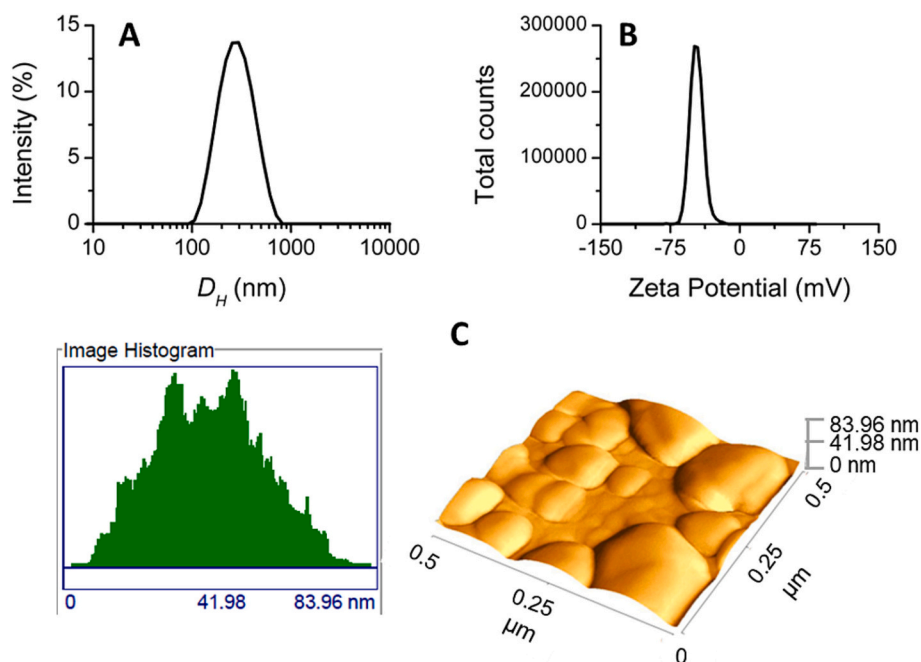 A
15
10
5
0
Intensity (%)
10 100 1000 10000
D_H (nm)
B
300000
200000
100000
0
Total counts
-150 -75 0 75 150
Zeta Potential (mV)
C
Image Histogram
0 41.98 83.96 nm
83.96 nm
41.98 nm
0 nm
0.5
0.25
µm
0.5
0.25
µm
0